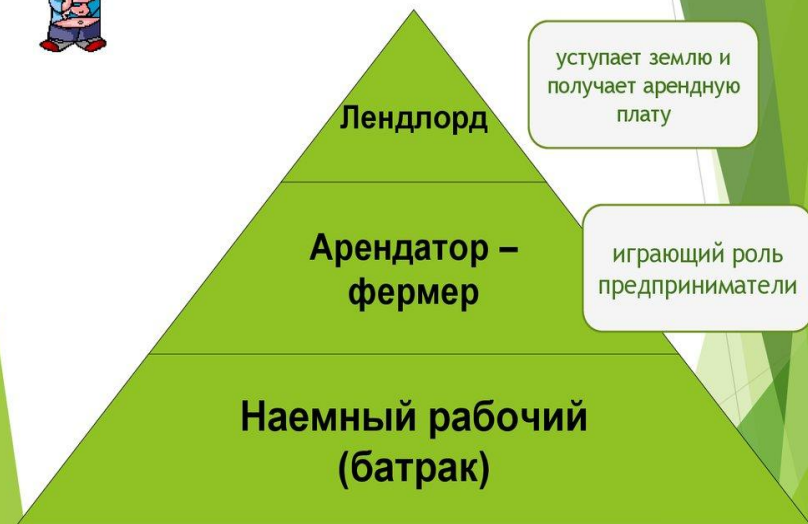 Лендлорд
уступает землю и
получает арендную
плату
Арендатор –
фермер
играющий роль
предприниматели
Наемный рабочий
(батрак)